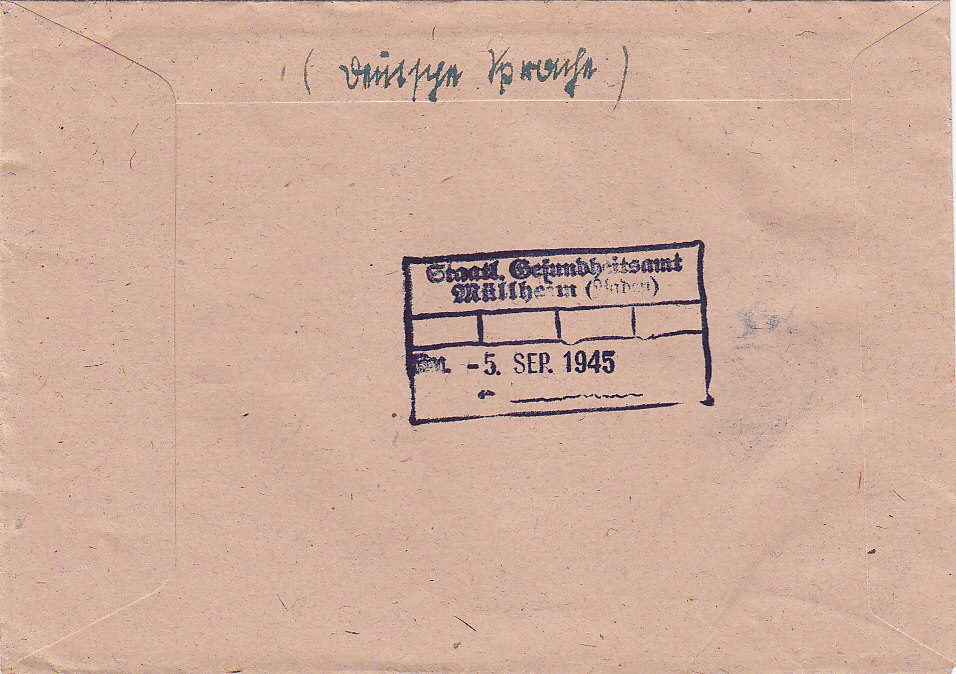 ( Deutsche Sprache )
Staatl. Gesundheitsamt
Müllheim (Baden)
- 5. SEP. 1945